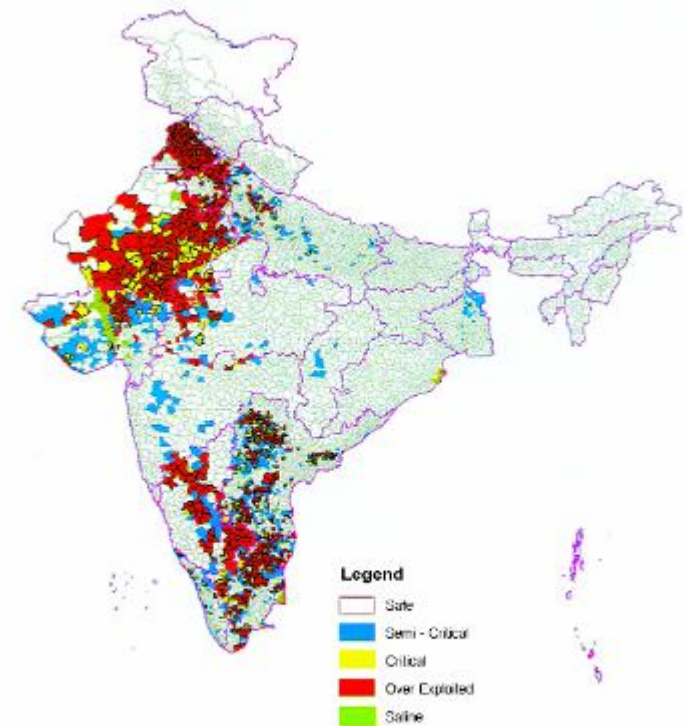 Legend
Safe
Semi - Critical
Critical
Over Exploited
Saline